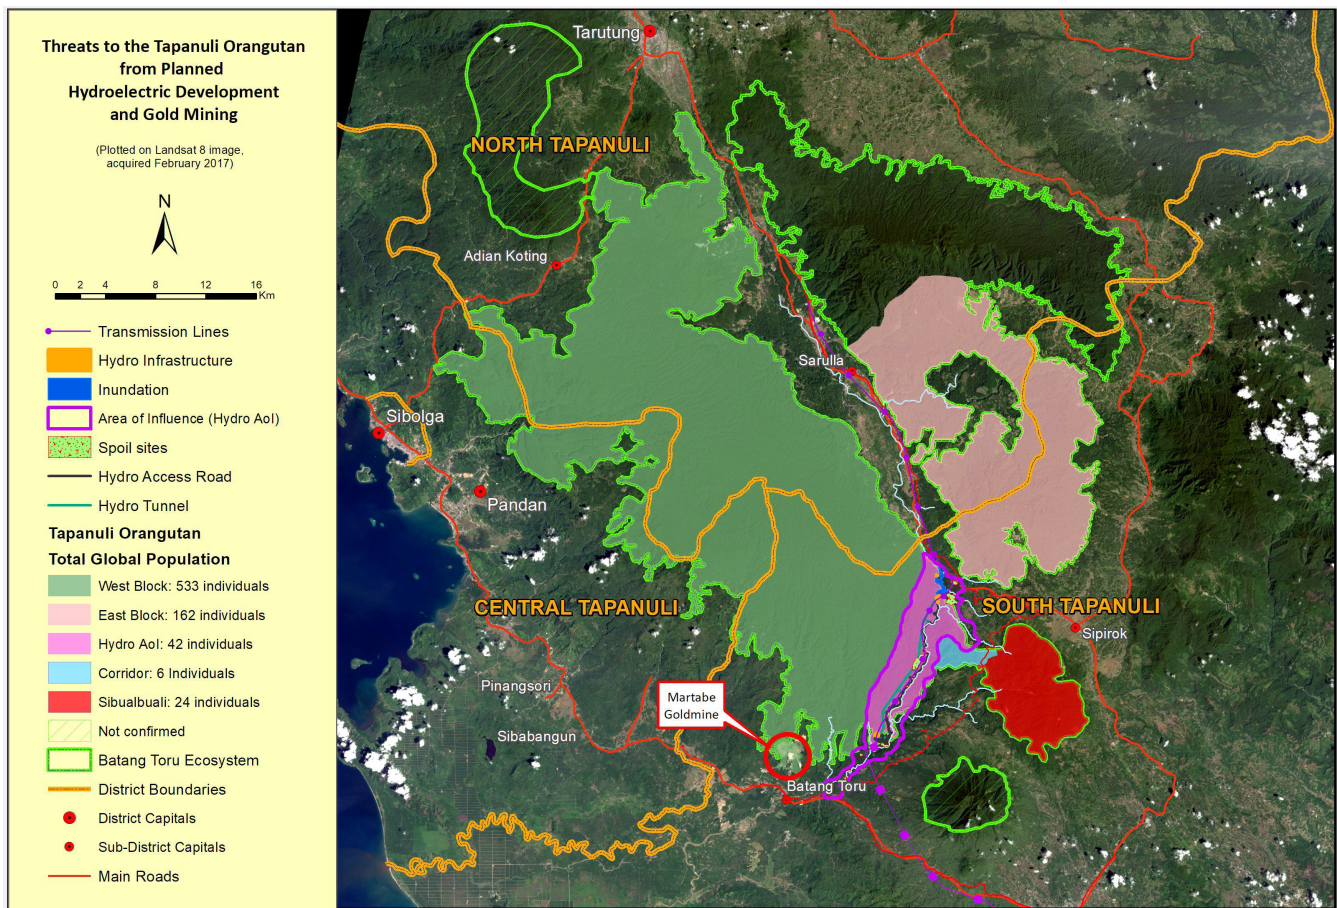 Threats to the Tapanuli Orangutan
from Planned
Hydroelectric Development
and Gold Mining
(Plotted on Landsat 8 image,
acquired February 2017)
N
0 2 4 8 12 16
Km
Transmission Lines
Hydro Infrastructure
Inundation
Area of Influence (Hydro AoI)
Spoil sites
Hydro Access Road
Hydro Tunnel
Tapanuli Orangutan
Total Global Population
West Block: 533 individuals
East Block: 162 individuals
Hydro AoI: 42 individuals
Corridor: 6 Individuals
Sibualbuali: 24 individuals
Not confirmed
Batang Toru Ecosystem
District Boundaries
District Capitals
Sub-District Capitals
Main Roads
Tarutung
NORTH TAPANULI
Adian Koting
Sarulla
Sibolga
Pandan
CENTRAL TAPANULI
SOUTH TAPANULI
Sipirok
Pinangsori
Martabe
Goldmine
Sibabangun
Batang Toru